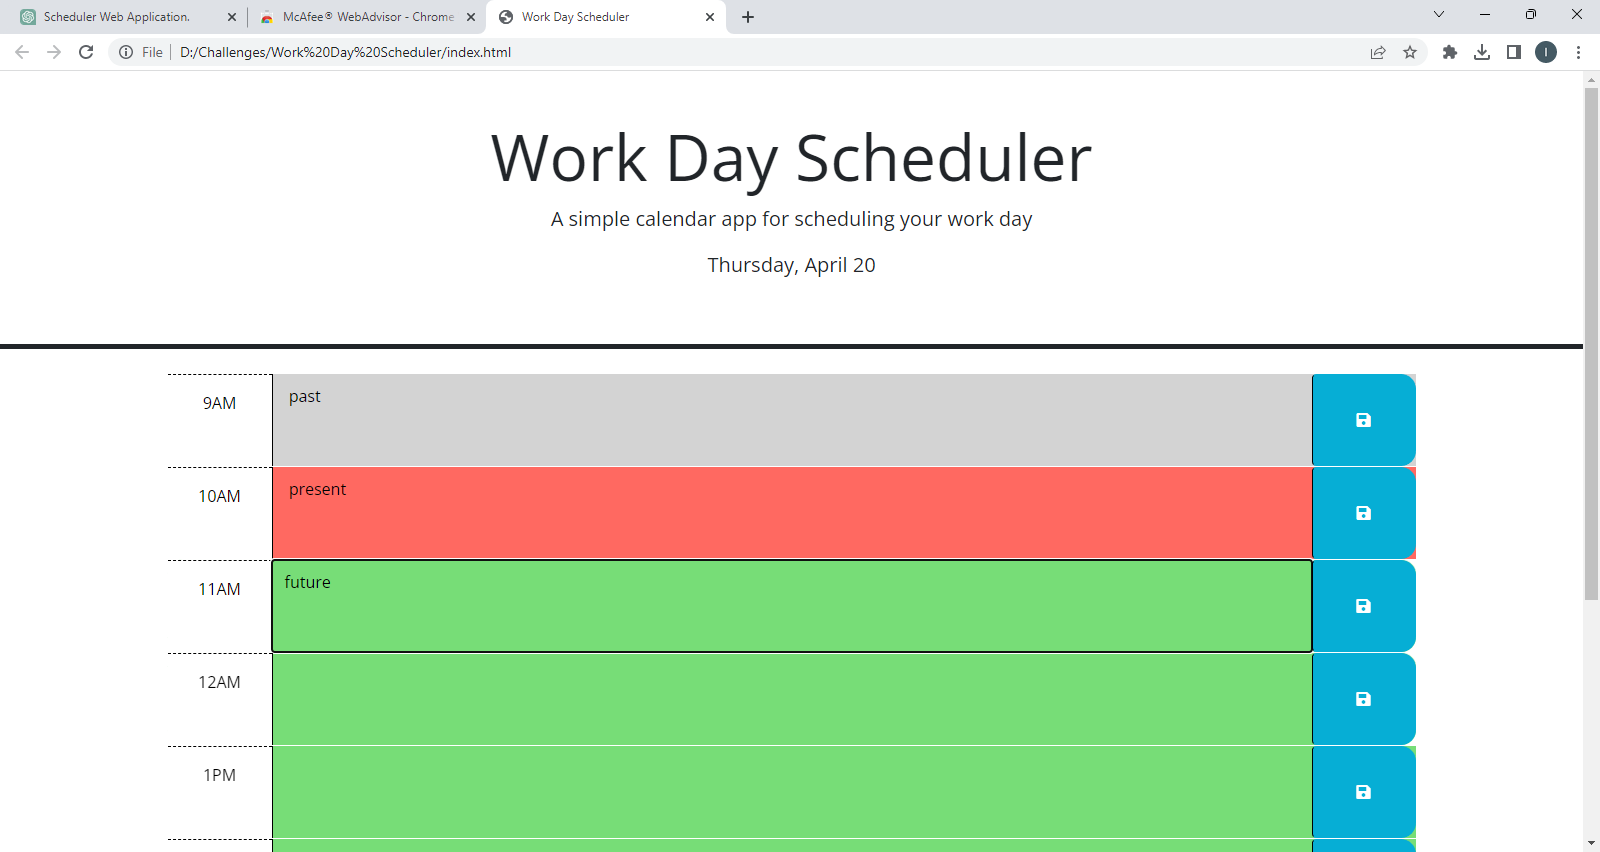 Scheduler Web Application.
McAfee® WebAdvisor - Chrome
Work Day Scheduler
File
D:/Challenges/Work%20Day%20Scheduler/index.html
I
Work Day Scheduler
A simple calendar app for scheduling your work day
Thursday, April 20
9AM
past
10AM
present
11AM
future
12AM
1PM